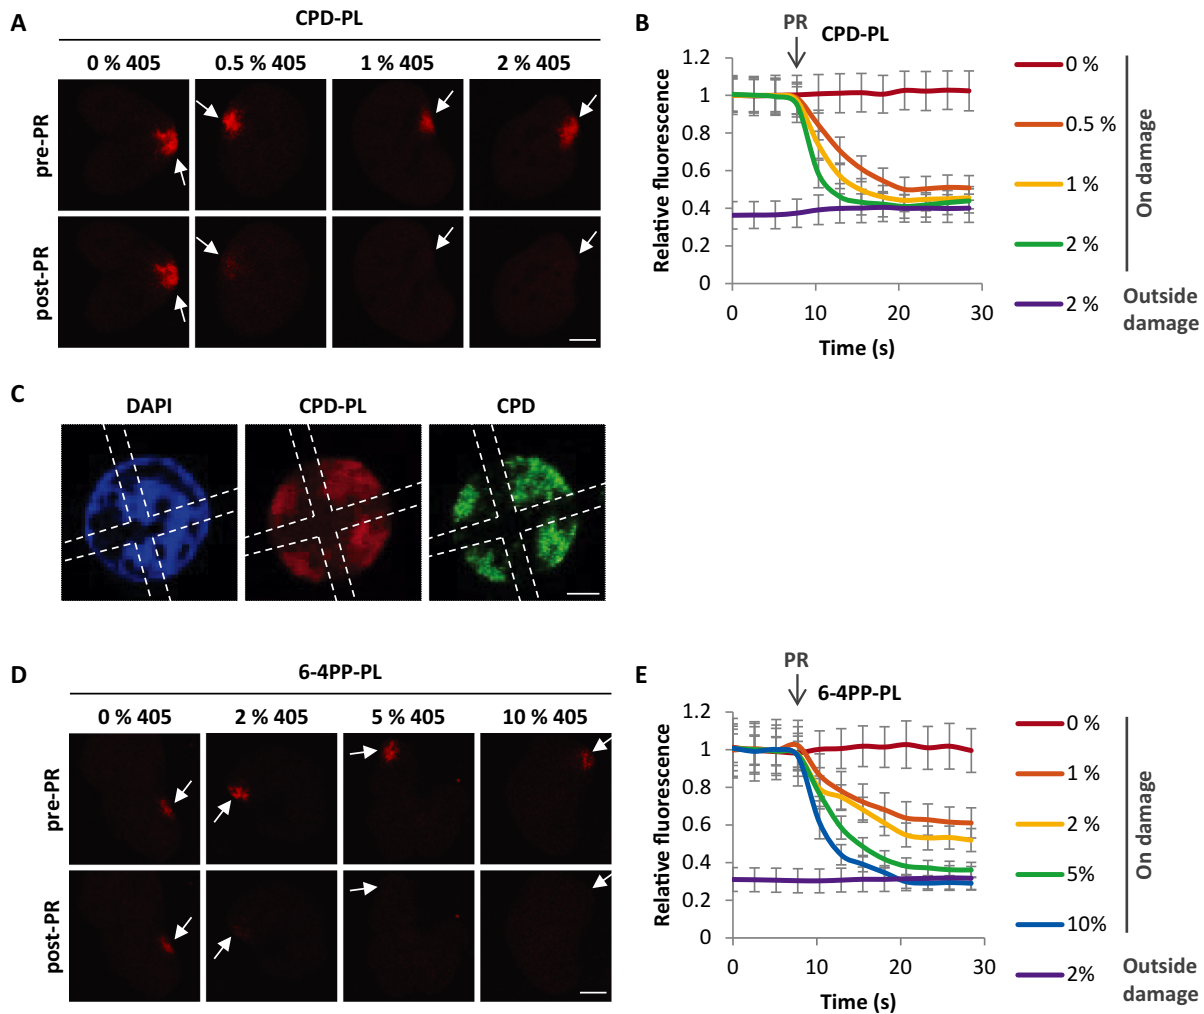 A
CPD-PL
0 % 405
0.5 % 405
1 % 405
2 % 405
pre-PR
post-PR
B
PR
CPD-PL
1.2
1
0.8
0.6
0.4
0.2
0
Relative fluorescence
0
10
20
30
Time (s)
0 %
0.5 %
1 %
2 %
On damage
2 %
Outside
damage
C
DAPI
CPD-PL
CPD
D
6-4PP-PL
0 % 405
2 % 405
5 % 405
10 % 405
pre-PR
post-PR
E
PR
6-4PP-PL
1.2
1
0.8
0.6
0.4
0.2
0
Relative fluorescence
0
10
20
30
Time (s)
0 %
1 %
2 %
5%
10%
On damage
2%
Outside
damage